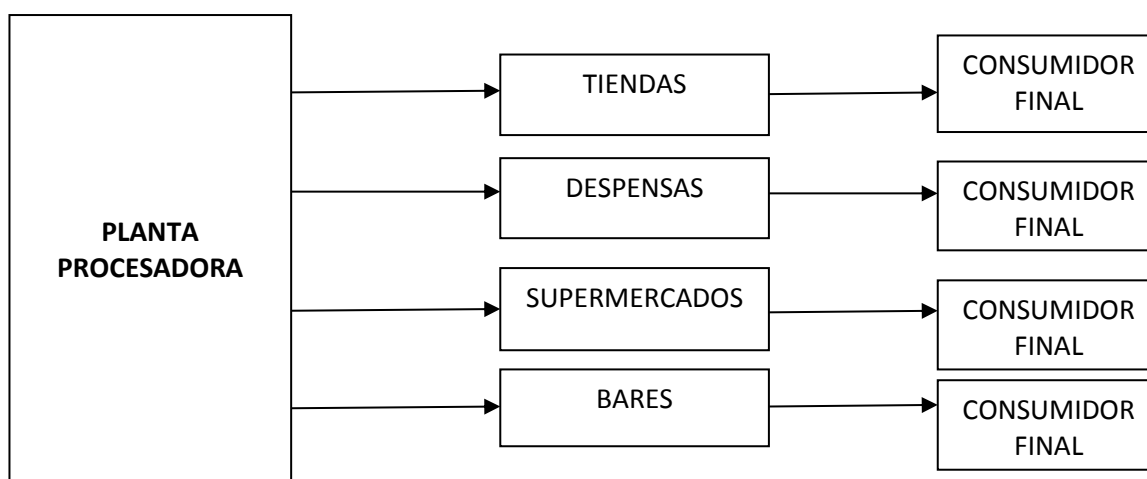 PLANTA
PROCESADORA
TIENDAS
CONSUMIDOR
FINAL
DESPENSAS
CONSUMIDOR
FINAL
SUPERMERCADOS
CONSUMIDOR
FINAL
BARES
CONSUMIDOR
FINAL